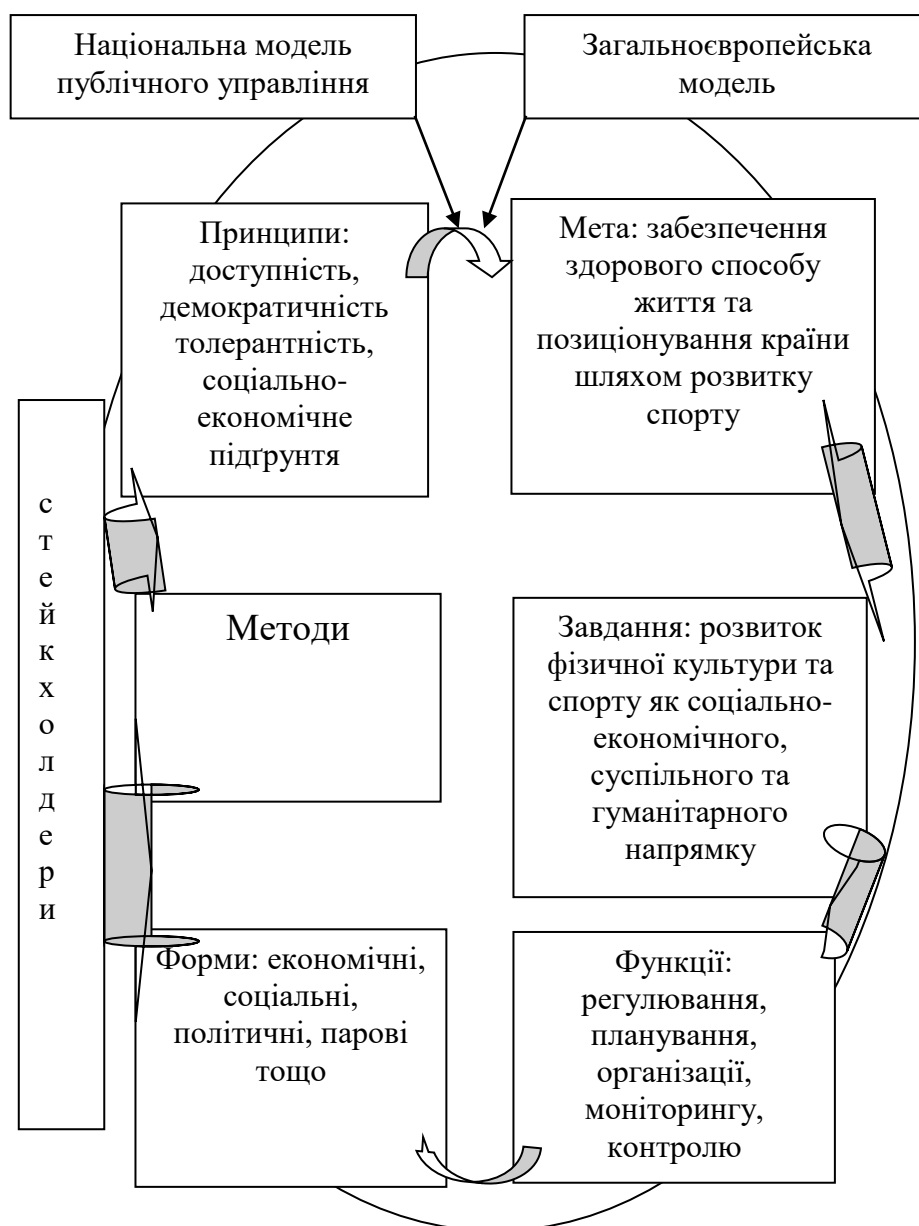 Національна модель
публічного управління
Загальноєвропейська
модель
Принципи:
доступність,
демократичність
толерантність,
соціально-
економічне
підґрунтя
Мета: забезпечення
здорового способу
життя та
позиціонування країни
шляхом розвитку
спорту
стейкхолдери
Методи
Завдання: розвиток
фізичної культури та
спорту як соціально-
економічного,
суспільного та
гуманітарного
напрямку
Форми: економічні,
соціальні,
політичні, парові
тощо
Функції:
регулювання,
планування,
організації,
моніторингу,
контролю